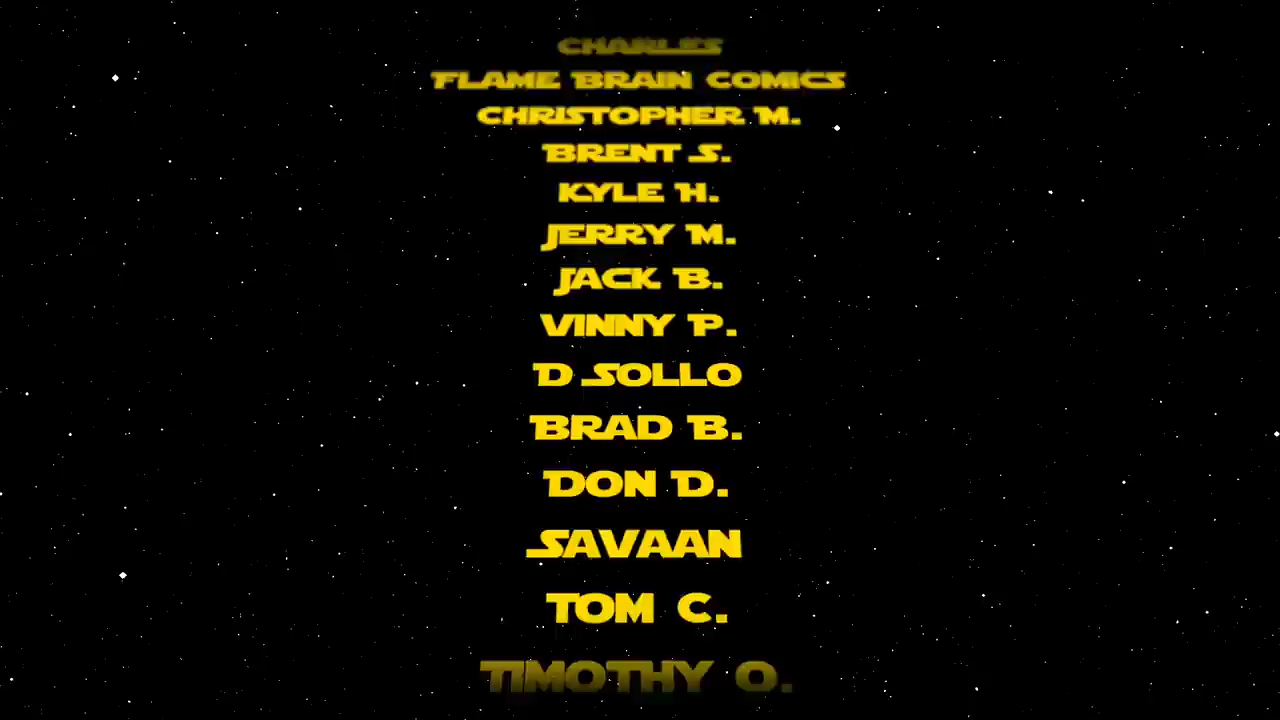 CHARLES
FLAME BRAIN COMICS
CHRISTOPHER M.
BRENT S.
KYLE H.
JERRY M.
JACK B.
VINNY P.
D SOLLO
BRAD B.
DON D.
SAVAAN
TOM C.
TIMOTHY O.